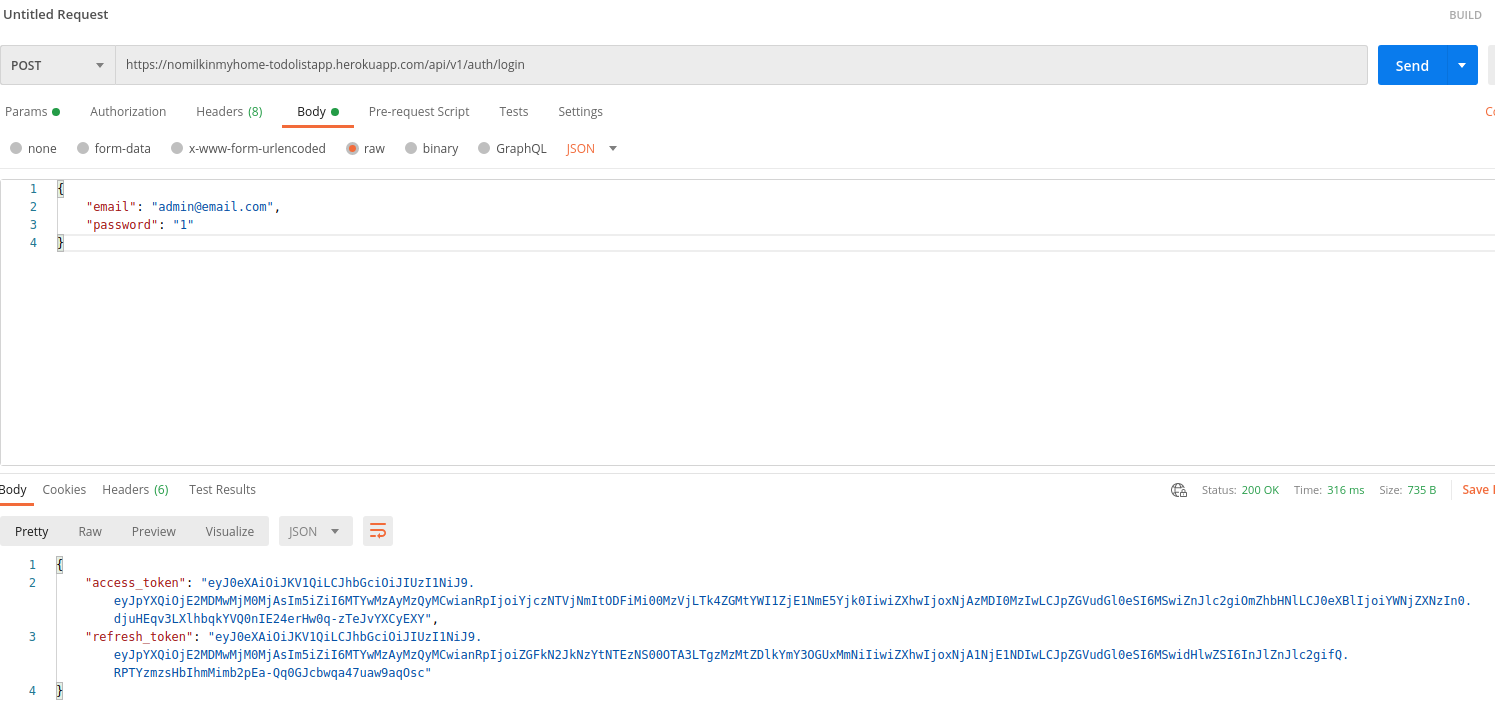 Untitled Request
BUILD
POST
https://nomilkinmyhome-todolistapp.herokuapp.com/api/v1/auth/login
Send
Params
Authorization
Headers (8)
Body
Pre-request Script
Tests
Settings
none
form-data
x-www-form-urlencoded
raw
binary
GraphQL
JSON
1 {
2 "email": "admin@email.com",
3 "password": "1"
4 }
Body
Cookies
Headers (6)
Test Results
Status: 200 OK
Time: 316 ms
Size: 735 B
Save
Pretty
Raw
Preview
Visualize
JSON
1 {
2 "access_token": "eyJ0eXAiOiJKV1QiLCJhbGciOiJIUzI1NiJ9.
eyJpYXQiOjE2MDMwMjM0MjAsIm5iZiI6MTYwMzAyMzQyMCwianRpIjoiYjczNTVjNmItODFiMi00MzVjLTk4ZGMtYWI1ZjE1NmE5Yjk0IiwiZXhwIjoxNjAzMDI0MzIwLCJpZGVudGl0eSI6MSwiZnJlc2giOmZhbHNlLCJ0eXBlIjoiYWNjZXNzIn0.
djuHEqv3LXlhbqkYVQ0nIE24erHw0q-zTeJvYXCyEXY",
3 "refresh_token": "eyJ0eXAiOiJKV1QiLCJhbGciOiJIUzI1NiJ9.
eyJpYXQiOjE2MDMwMjM0MjAsIm5iZiI6MTYwMzAyMzQyMCwianRpIjoiZGFkN2JkNzYtNTEzNS00OTA3LTgzMzMtZDlkYmY3OGUxMmNiIiwiZXhwIjoxNjA1NjE1NDIwLCJpZGVudGl0eSI6MSwidHlwZSI6InJlZnJlc2gifQ.
RPTYzmzsHbIhmMimb2pEa-Qq0GJcbwqa47uaw9aqOsc"
4 }